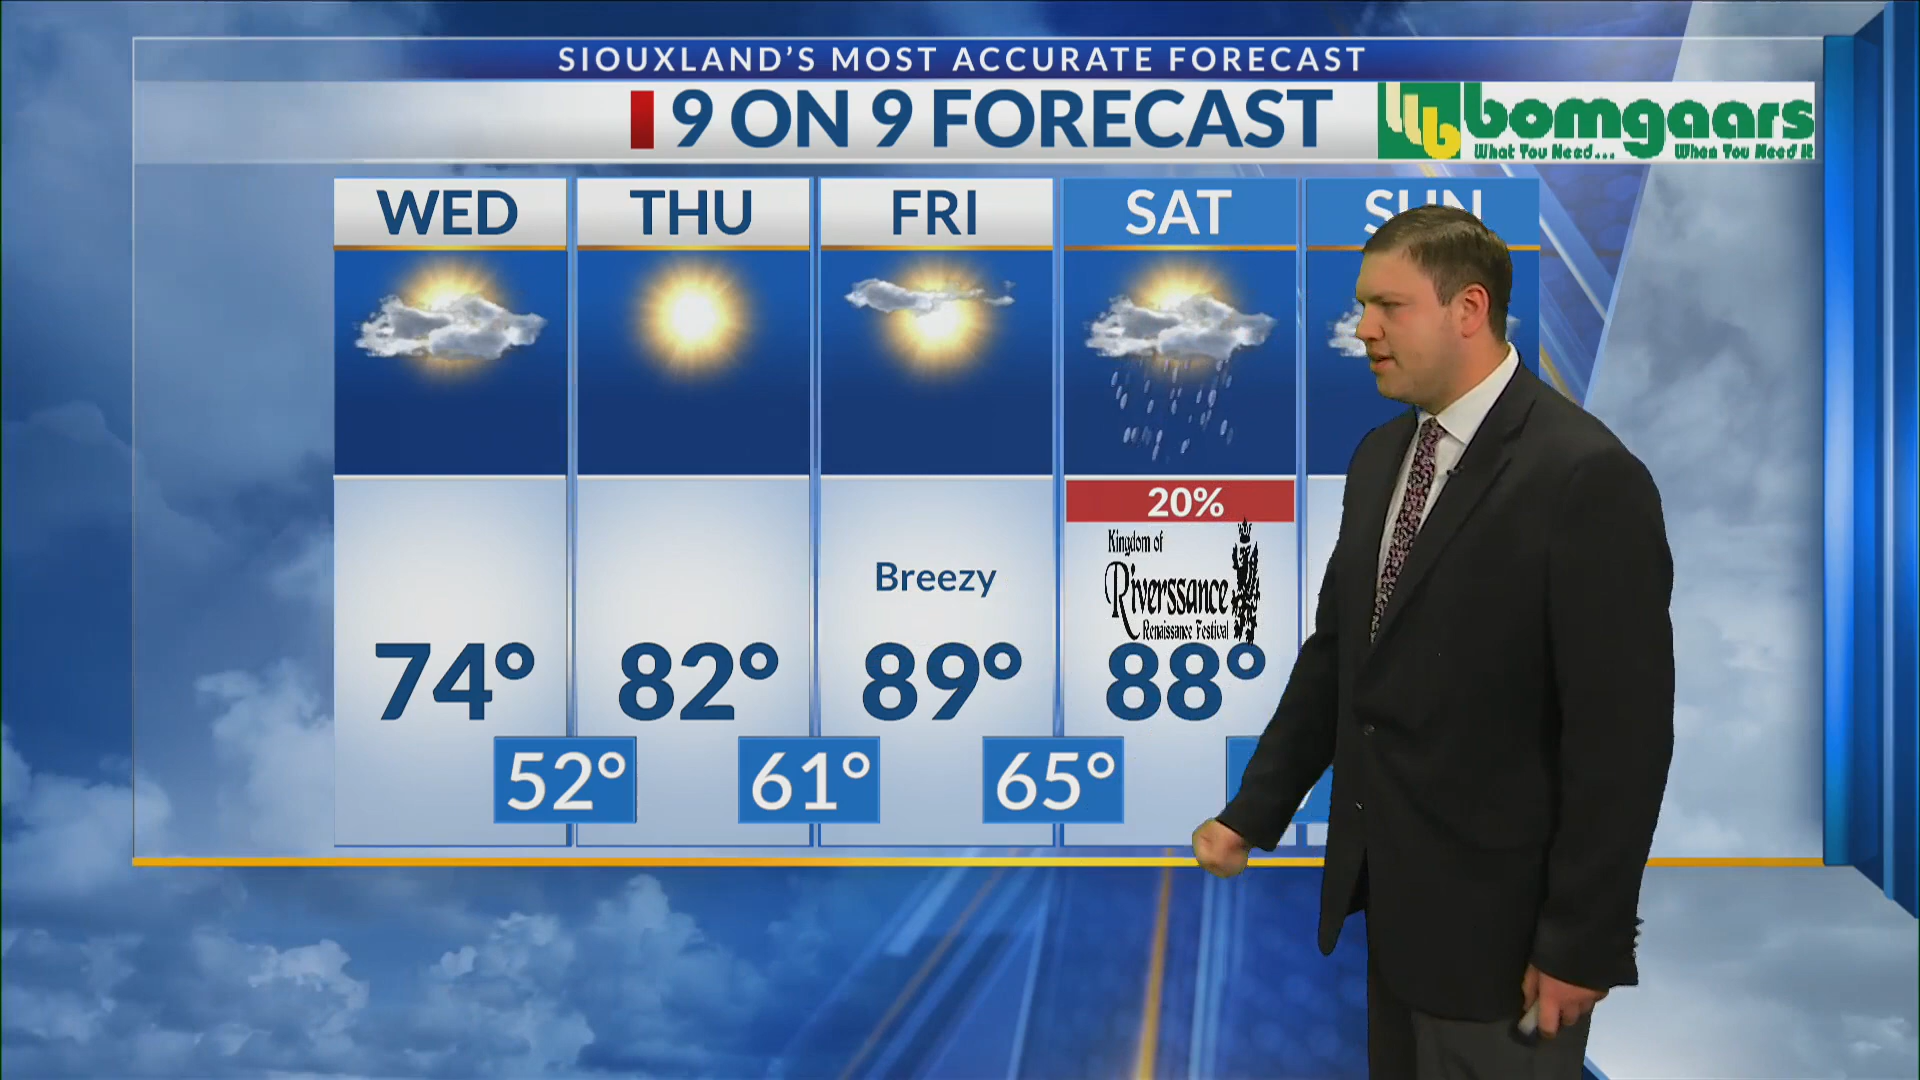 SIOUXLAND'S MOST ACCURATE FORECAST
9 ON 9 FORECAST
bomgaars
What You Need... When You Need It
WED THU FRI SAT SUN
20%
Kingdom of
Riverssance
Renaissance Festival
Breezy
74° 82° 89° 88°
52° 61° 65°